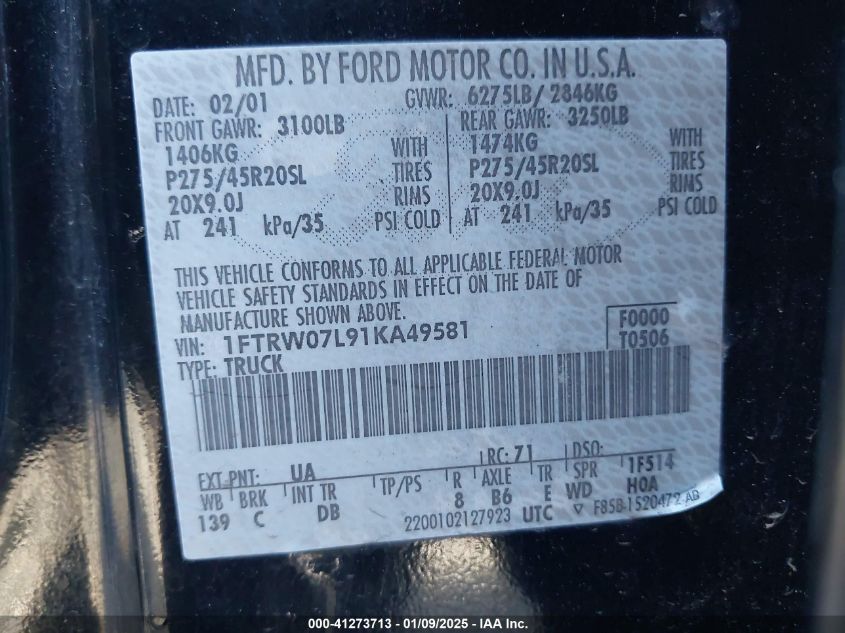 MFD. BY FORD MOTOR CO. IN U.S.A.
DATE: 02/01 GVWR: 6275LB/ 2846KG
FRONT GAWR: 3100LB REAR GAWR: 3250LB
1406KG WITH 1474KG WITH
P275/45R20SL TIRES P275/45R20SL TIRES
20X9.0J RIMS 20X9.0J RIMS
AT 241 kPa/35 PSI COLD AT 241 kPa/35 PSI COLD
THIS VEHICLE CONFORMS TO ALL APPLICABLE FEDERAL MOTOR
VEHICLE SAFETY STANDARDS IN EFFECT ON THE DATE OF
MANUFACTURE SHOWN ABOVE.
VIN: 1FTRW07L91KA49581 F0000
TYPE: TRUCK T0506
EXT PNT: UA RC: 71 DSO:
WB BRK INT TR TP/PS R AXLE TR SPR 1F514
139 C DB 8 B6 E WD HOA
2200102127923 UTC ▽ F85B-1520472-AB
000-41273713 - 01/09/2025 - IAA Inc.